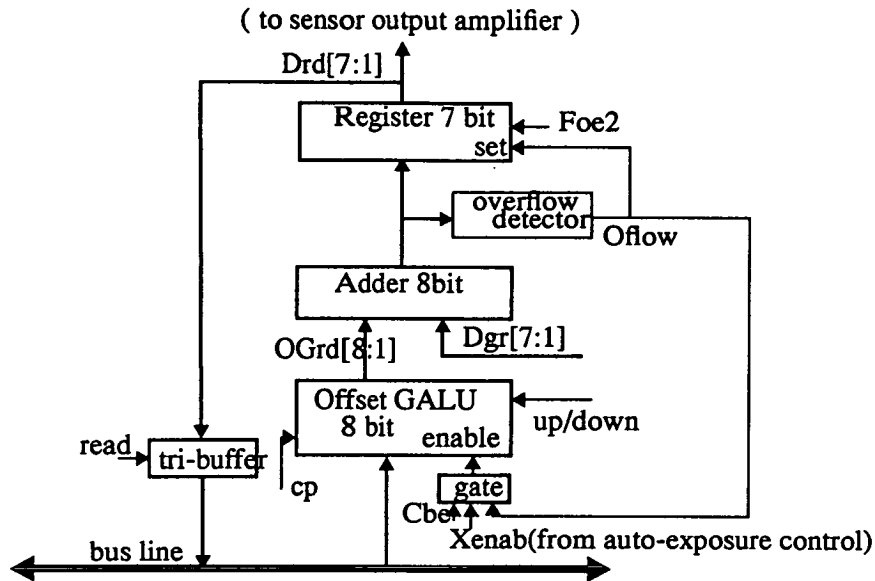 ( to sensor output amplifier )
Drd[7:1]
Register 7 bit
Foe2
set
overflow
detector
Oflow
Adder 8bit
OGrd[8:1]
Dgr[7:1]
Offset GALU
8 bit
up/down
enable
read
tri-buffer
cp
gate
Cbe
Xenab(from auto-exposure control)
bus line